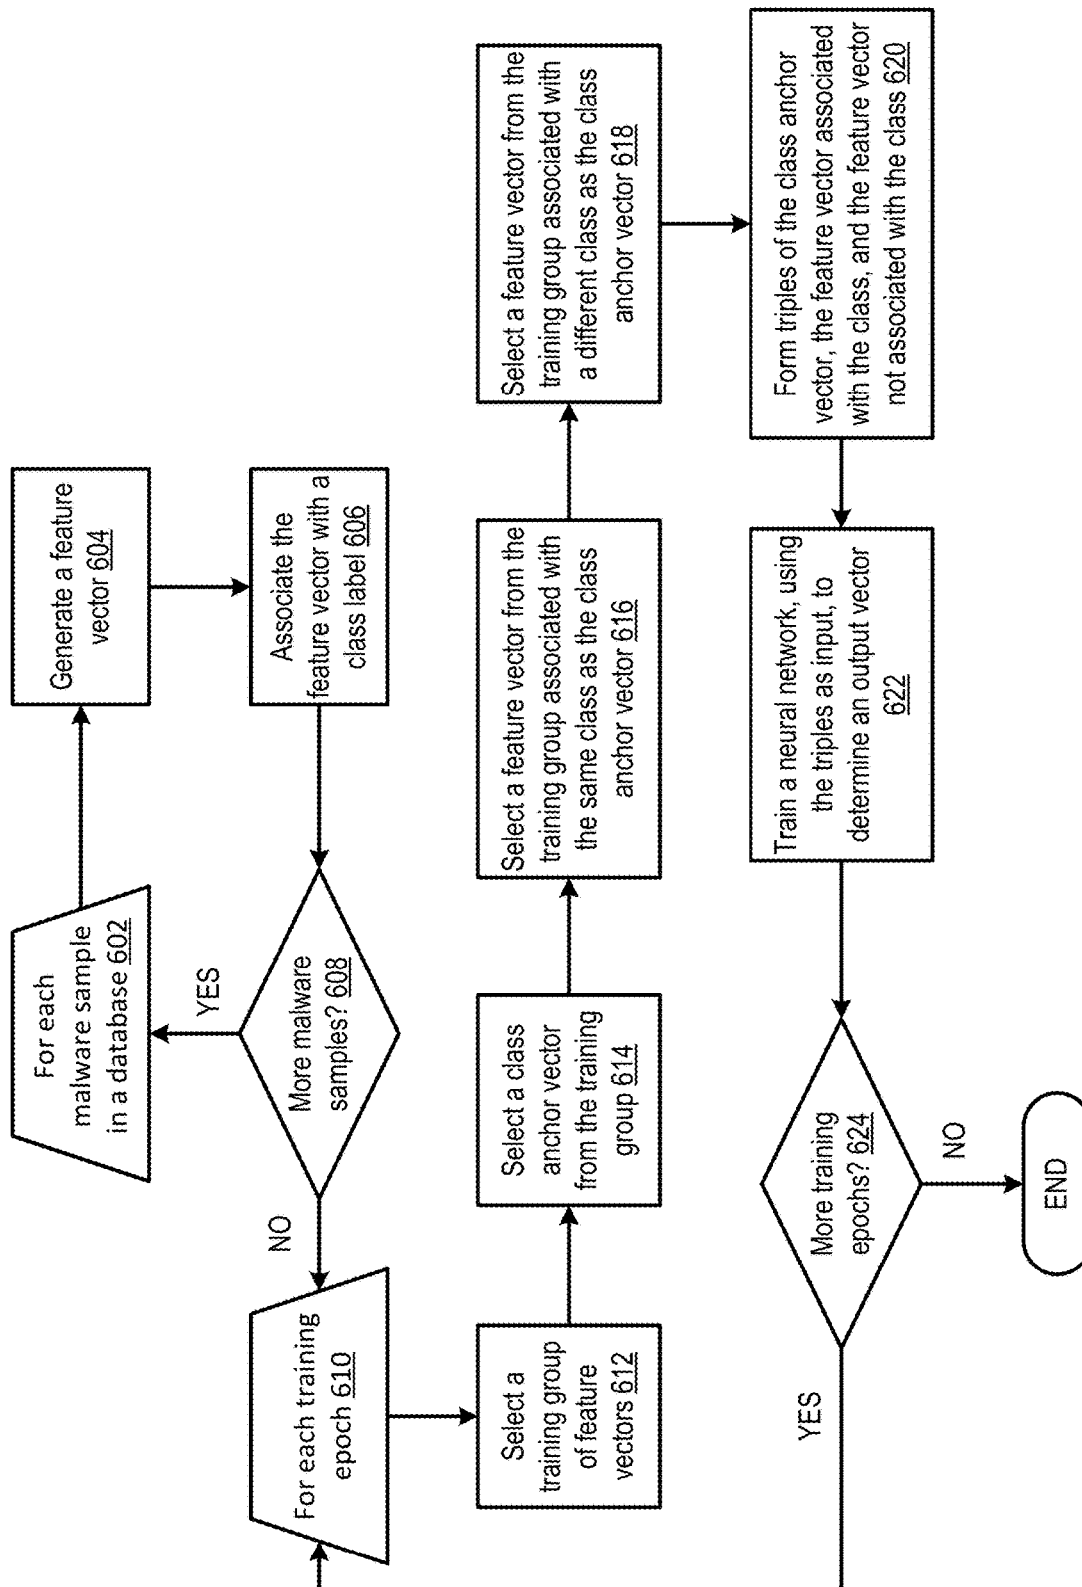 For each
malware sample
in a database 602
Generate a feature
vector 604
Associate the
feature vector with a
class label 606
More malware
samples? 608
YES
NO
For each training
epoch 610
Select a
training group
of feature
vectors 612
Select a class
anchor vector
from the training
group 614
Select a feature vector from the
training group associated with
the same class as the class
anchor vector 616
Select a feature vector from the
training group associated with
a different class as the class
anchor vector 618
Form triples of the class anchor
vector, the feature vector associated
with the class, and the feature vector
not associated with the class 620
Train a neural network, using
the triples as input, to
determine an output vector
622
More training
epochs? 624
YES
NO
END